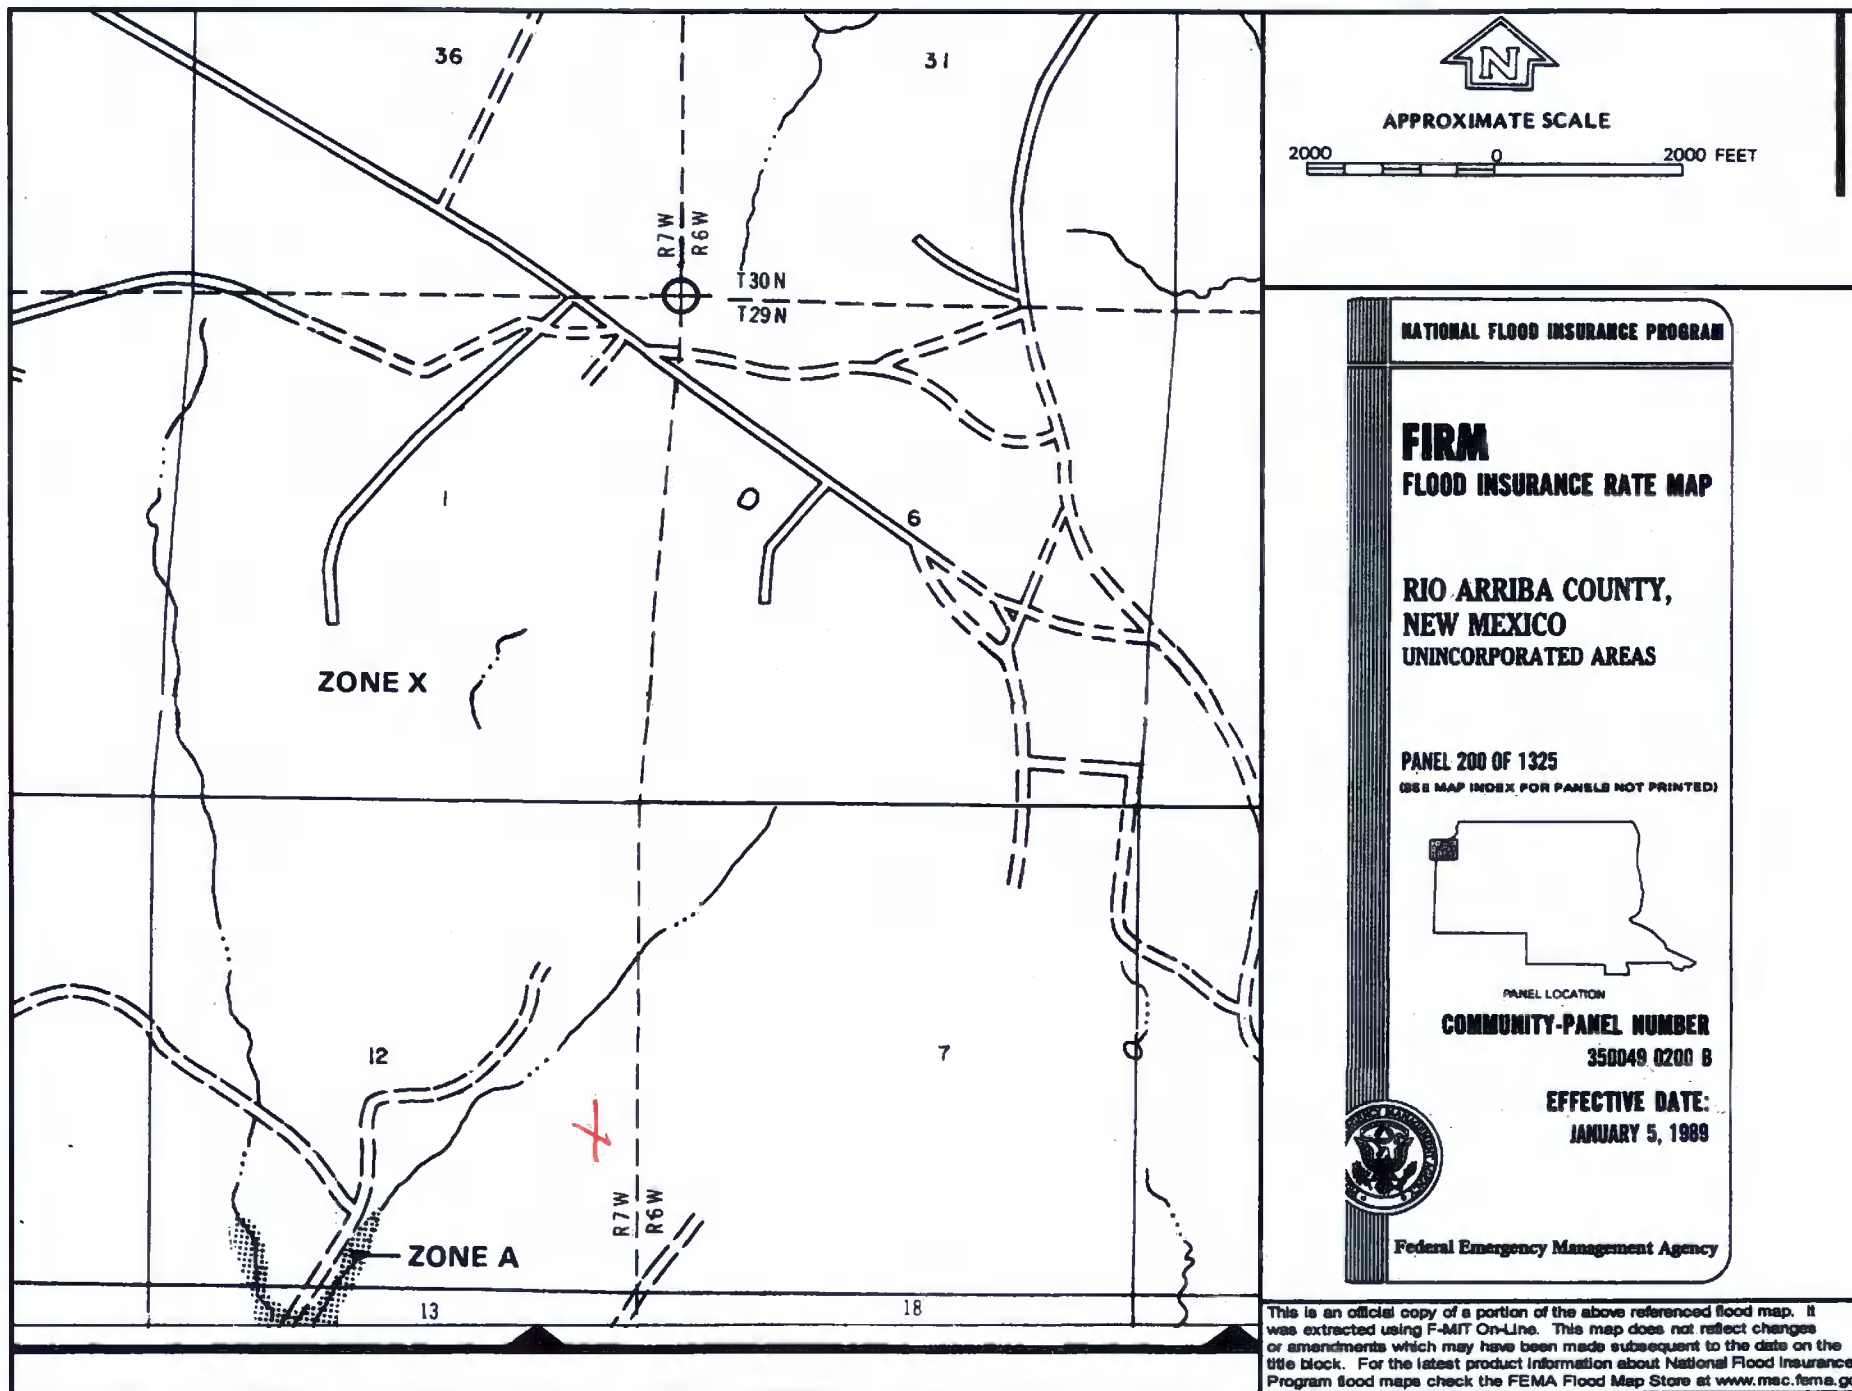 36
31
R7W
R6W
T30N
T29N
1
6
ZONE X
12
7
R7W
R6W
ZONE A
13
18
N
APPROXIMATE SCALE
2000 0 2000 FEET
NATIONAL FLOOD INSURANCE PROGRAM
FIRM
FLOOD INSURANCE RATE MAP
RIO ARRIBA COUNTY,
NEW MEXICO
UNINCORPORATED AREAS
PANEL 200 OF 1325
(SEE MAP INDEX FOR PANELS NOT PRINTED)
PANEL LOCATION
COMMUNITY-PANEL NUMBER
350049 0200 B
EFFECTIVE DATE:
JANUARY 5, 1989
Federal Emergency Management Agency
This is an official copy of a portion of the above referenced flood map. It
was extracted using F-MIT On-Line. This map does not reflect changes
or amendments which may have been made subsequent to the date on the
title block. For the latest product information about National Flood Insurance
Program flood maps check the FEMA Flood Map Store at www.msc.fema.go